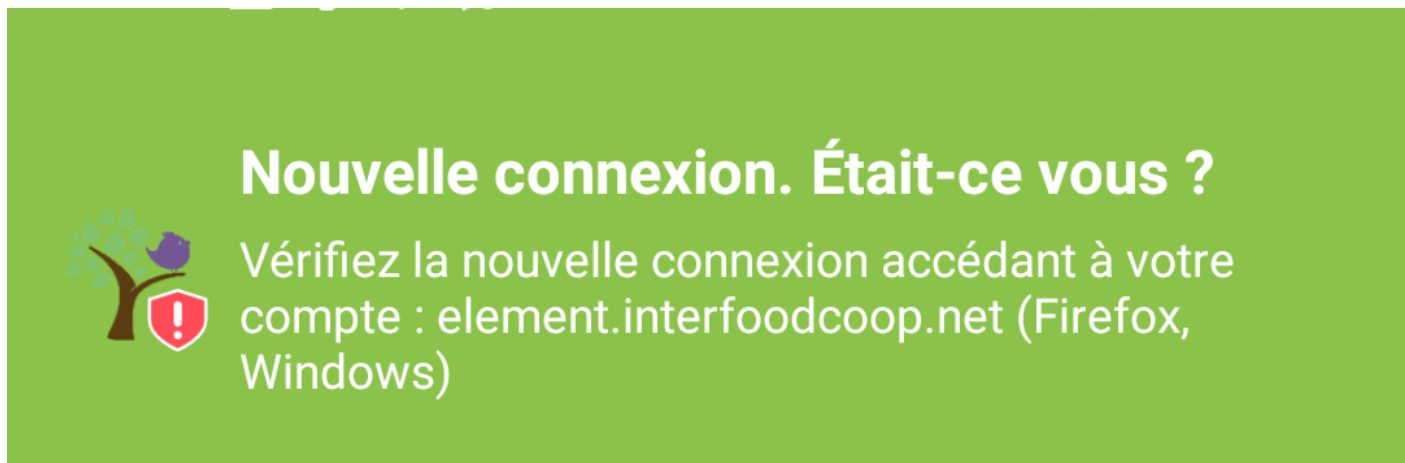 Nouvelle connexion. Était-ce vous ?
Vérifiez la nouvelle connexion accédant à votre
compte : element.interfoodcoop.net (Firefox,
Windows)